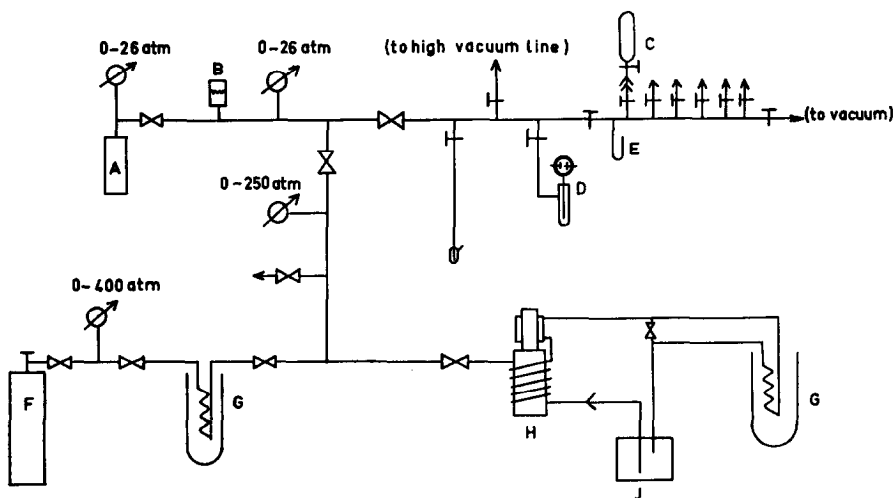 0-26 atm
B
0-26 atm
(to high vacuum line)
C
A
(to vacuum)
E
D
0-250 atm
0-400 atm
F
G
H
G
J